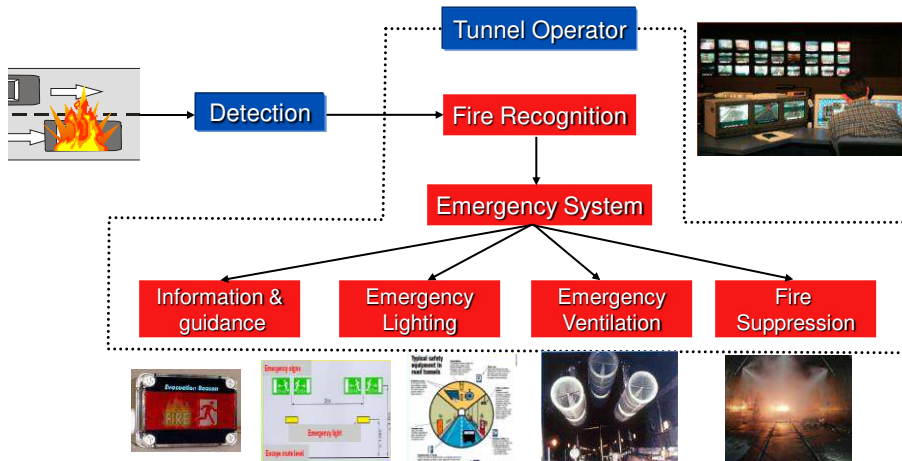 Tunnel Operator
Detection
Fire Recognition
Emergency System
Information &
guidance
Emergency
Lighting
Emergency
Ventilation
Fire
Suppression
Evacuation Beacon
FIRE
Emergency signs
Emergency light
Escape route level
Typical safety
equipment in
road tunnels